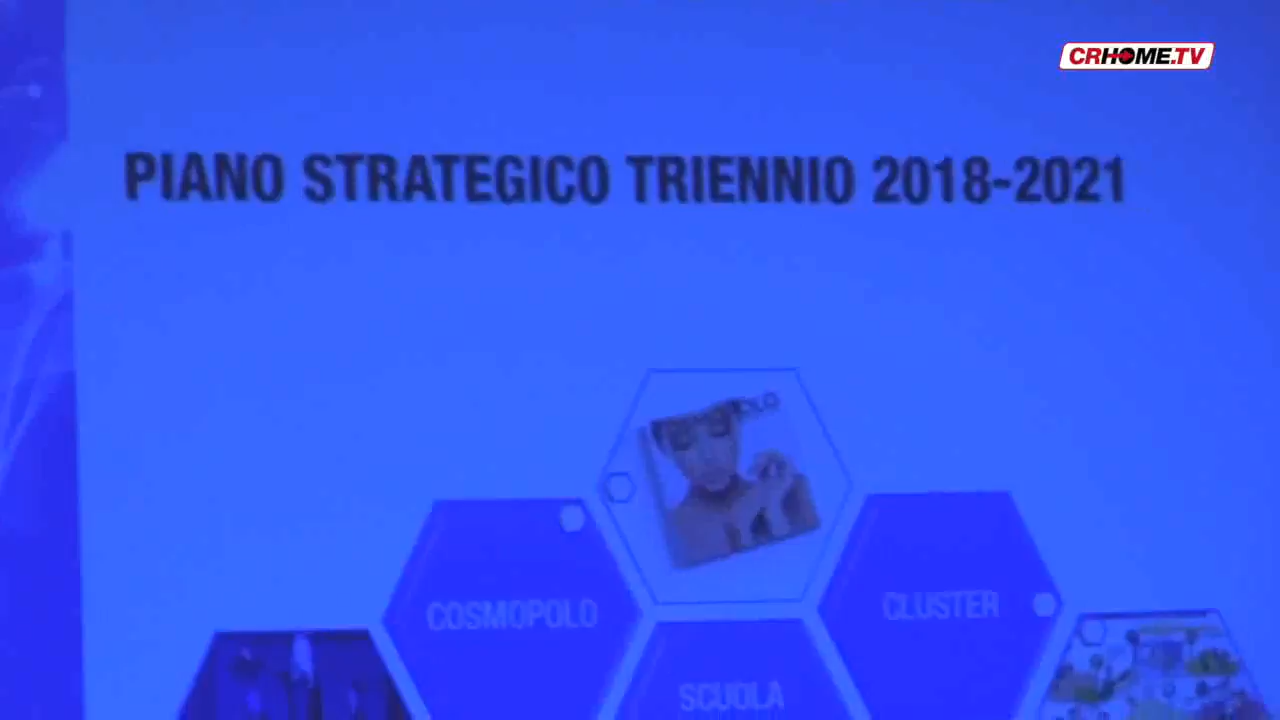 CRHOME.TV
PIANO STRATEGICO TRIENNIO 2018-2021
COSMOPOLO
CLUSTER
SCUOLA